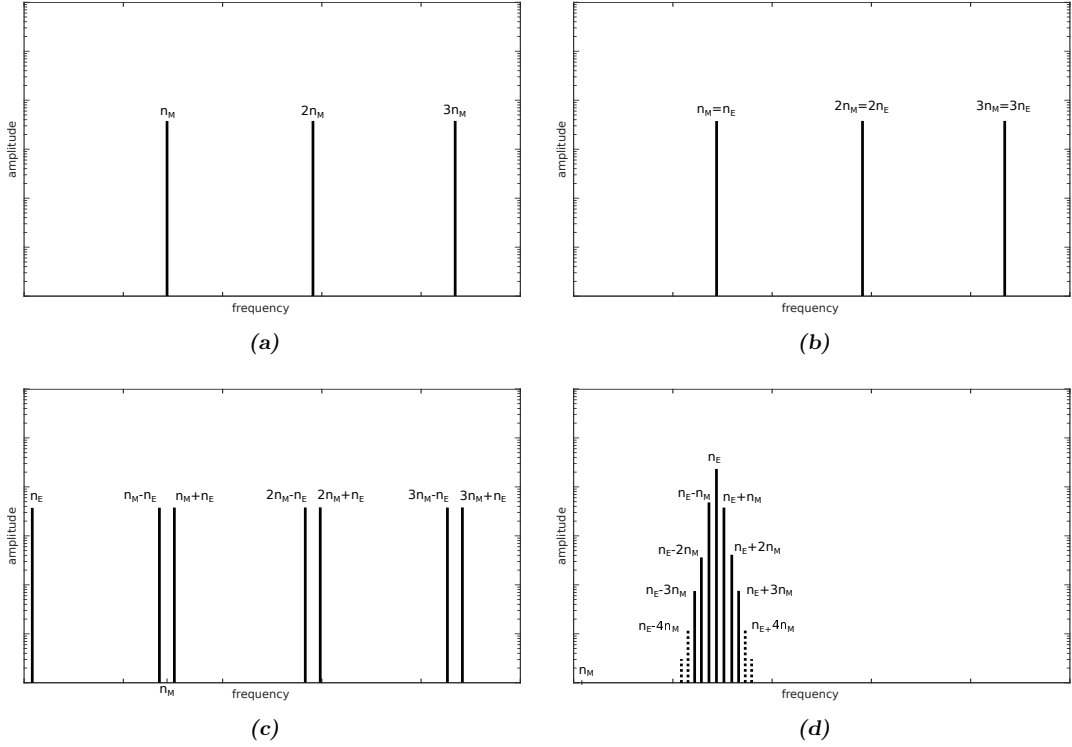 n_M 2n_M 3n_M
amplitude
frequency
(a)
n_M=n_E 2n_M=2n_E 3n_M=3n_E
amplitude
frequency
(b)
n_E n_M-n_E n_M+n_E 2n_M-n_E 2n_M+n_E 3n_M-n_E 3n_M+n_E
amplitude
n_M
frequency
(c)
n_E
n_E-n_M n_E+n_M
n_E-2n_M n_E+2n_M
n_E-3n_M n_E+3n_M
n_E-4n_M n_E+4n_M
n_M
amplitude
frequency
(d)